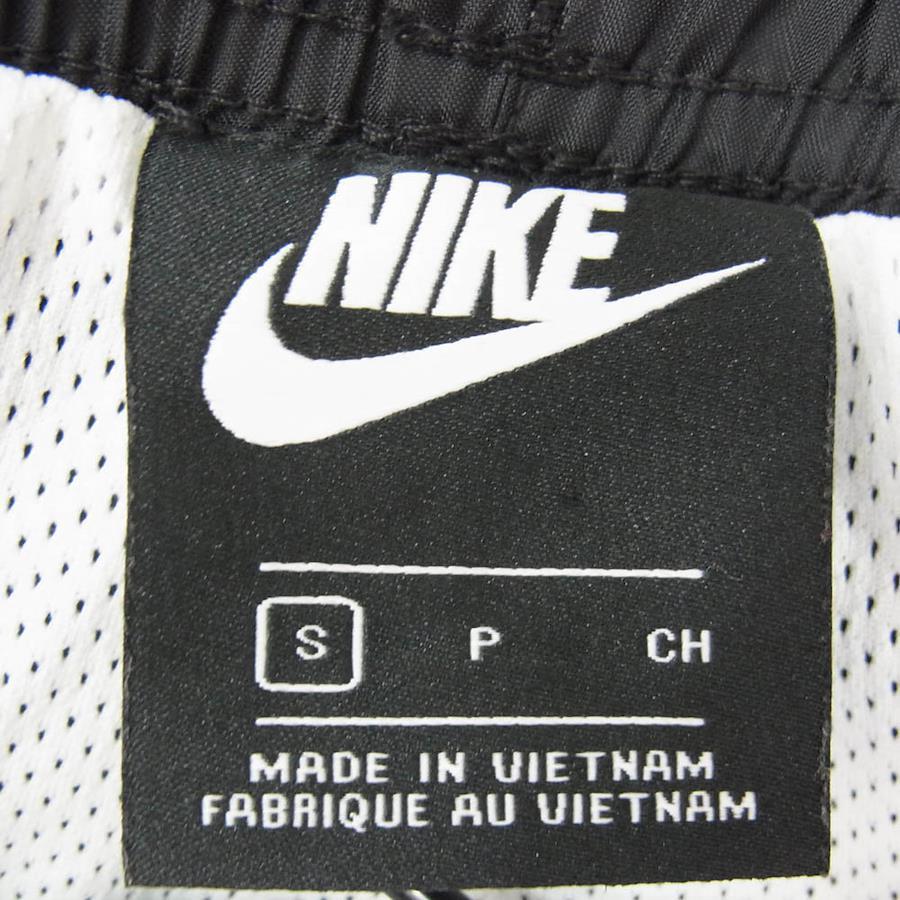 NIKE
S P CH
MADE IN VIETNAM
FABRIQUE AU VIETNAM